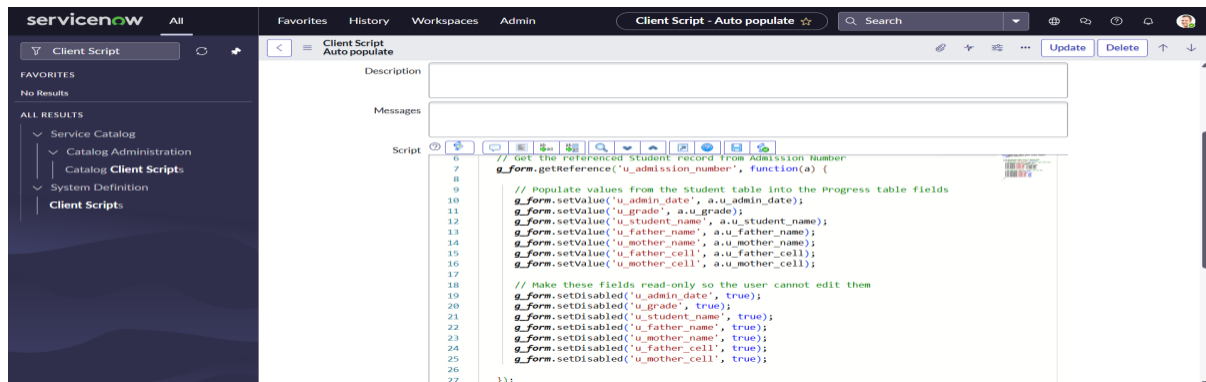 servicenow All Favorites History Workspaces Admin Client Script - Auto populate ☆ Search
Client Script
Client Script
Auto populate
Update Delete
FAVORITES
No Results
ALL RESULTS
Service Catalog
Catalog Administration
Catalog Client Scripts
System Definition
Client Scripts
Description
Messages
Script
6 // Get the referenced Student record from Admission Number
7 g_form.getReference('u_admission_number', function(a) {
8
9 // Populate values from the Student table into the Progress table fields
10 g_form.setValue('u_admin_date', a.u_admin_date);
11 g_form.setValue('u_grade', a.u_grade);
12 g_form.setValue('u_student_name', a.u_student_name);
13 g_form.setValue('u_father_name', a.u_father_name);
14 g_form.setValue('u_mother_name', a.u_mother_name);
15 g_form.setValue('u_father_cell', a.u_father_cell);
16 g_form.setValue('u_mother_cell', a.u_mother_cell);
17
18 // Make these fields read-only so the user cannot edit them
19 g_form.setDisabled('u_admin_date', true);
20 g_form.setDisabled('u_grade', true);
21 g_form.setDisabled('u_student_name', true);
22 g_form.setDisabled('u_father_name', true);
23 g_form.setDisabled('u_mother_name', true);
24 g_form.setDisabled('u_father_cell', true);
25 g_form.setDisabled('u_mother_cell', true);
26
27 });